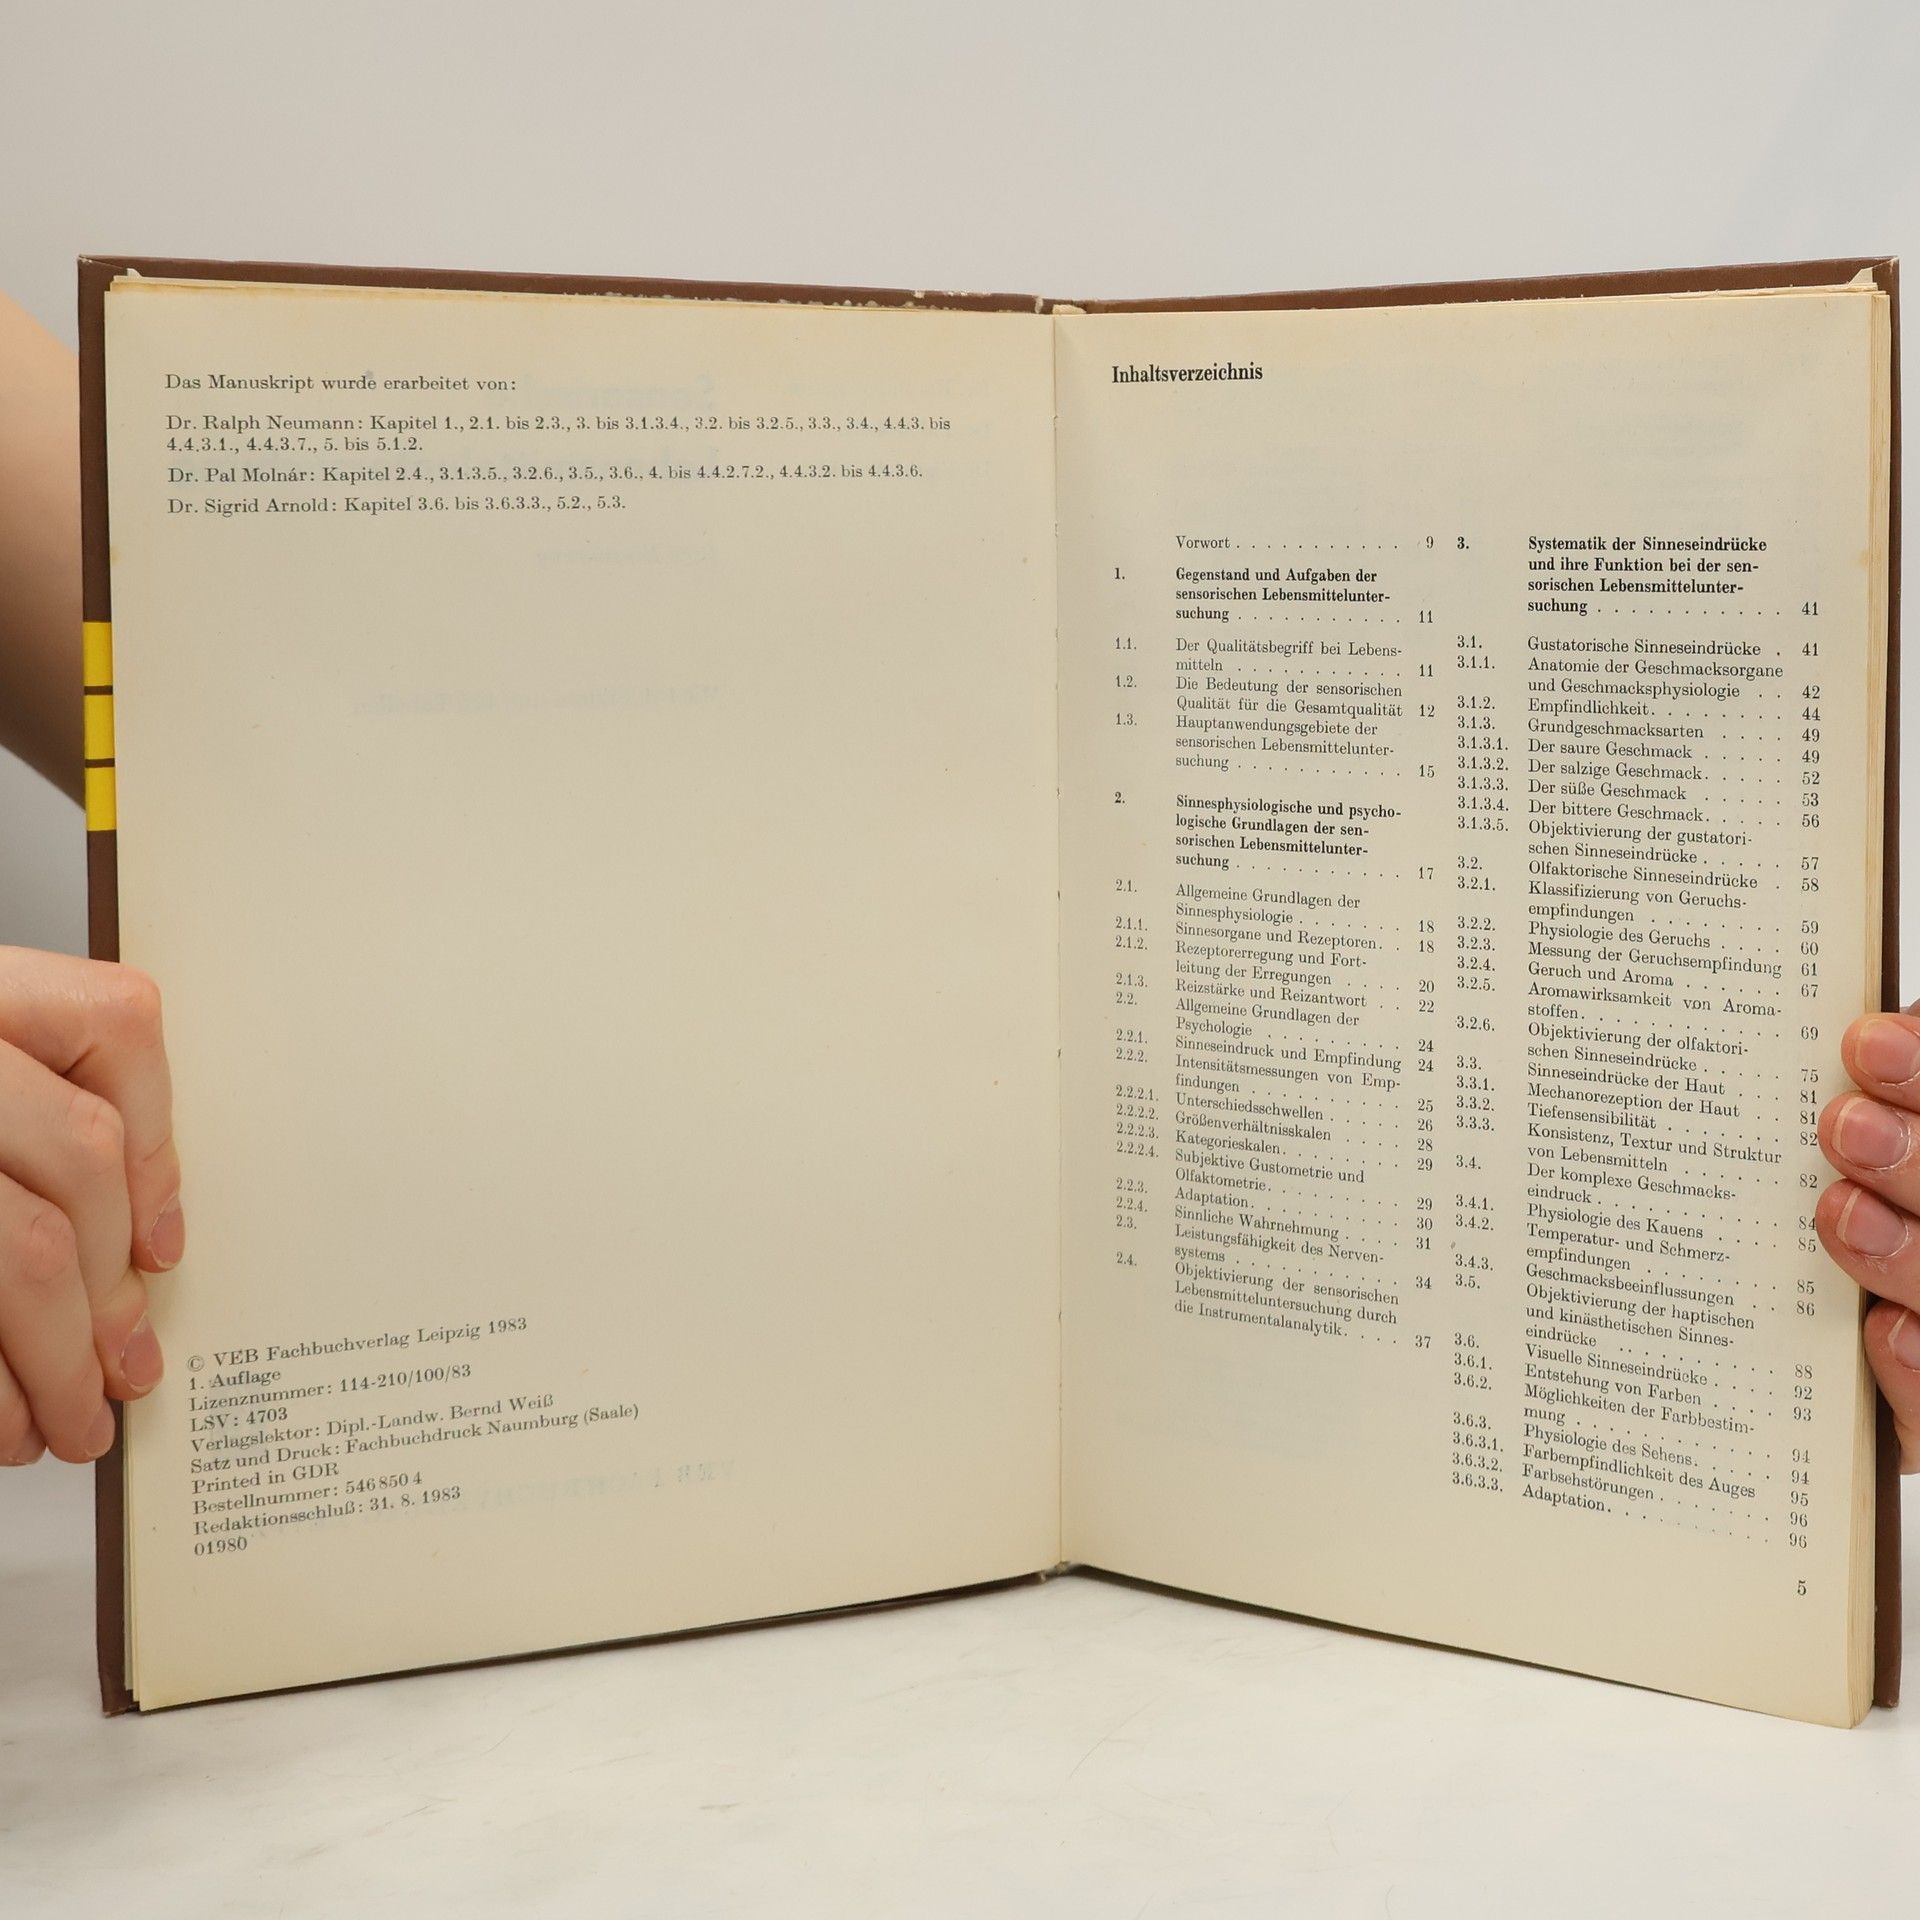 Das Manuskript wurde erarbeitet von:
Dr. Ralph Neumann: Kapitel 1., 2.1. bis 2.3., 3. bis 3.1.3.4., 3.2. bis 3.2.5., 3.3., 3.4., 4.4.3. bis
4.4.3.1., 4.4.3.7., 5. bis 5.1.2.
Dr. Pal Molnár: Kapitel 2.4., 3.1.3.5., 3.2.6., 3.5., 3.6., 4. bis 4.4.2.7.2., 4.4.3.2. bis 4.4.3.6.
Dr. Sigrid Arnold: Kapitel 3.6. bis 3.6.3.3., 5.2., 5.3.
© VEB Fachbuchverlag Leipzig 1983
1. Auflage
Lizenznummer: 114-210/100/83
LSV: 4703
Verlagslektor: Dipl.-Landw. Bernd Weiß
Satz und Druck: Fachbuchdruck Naumburg (Saale)
Printed in GDR
Bestellnummer: 546 850 4
Redaktionsschluß: 31. 8. 1983
01980
Inhaltsverzeichnis
Vorwort . . . . . . . . . . . 9
1. Gegenstand und Aufgaben der
sensorischen Lebensmittelunter-
suchung . . . . . . . . . . . 11
1.1. Der Qualitätsbegriff bei Lebens-
mitteln . . . . . . . . . . . 11
1.2. Die Bedeutung der sensorischen
Qualität für die Gesamtqualität 12
1.3. Hauptanwendungsgebiete der
sensorischen Lebensmittelunter-
suchung . . . . . . . . . . . 15
2. Sinnesphysiologische und psycho-
logische Grundlagen der sen-
sorischen Lebensmittelunter-
suchung . . . . . . . . . . . 17
2.1. Allgemeine Grundlagen der
Sinnesphysiologie . . . . . . . 18
2.1.1. Sinnesorgane und Rezeptoren. . 18
2.1.2. Rezeptorerregung und Fort-
leitung der Erregungen . . . . 20
2.1.3. Reizstärke und Reizantwort . . 22
2.2. Allgemeine Grundlagen der
Psychologie . . . . . . . . . 24
2.2.1. Sinneseindruck und Empfindung 24
2.2.2. Intensitätsmessungen von Emp-
findungen . . . . . . . . . . 25
2.2.2.1. Unterschiedsschwellen . . . . . 26
2.2.2.2. Größenverhältnisskalen . . . . 28
2.2.2.3. Kategorieskalen. . . . . . . . 29
2.2.2.4. Subjektive Gustometrie und
Olfaktometrie. . . . . . . . . 29
2.2.3. Adaptation. . . . . . . . . . 30
2.2.4. Sinnliche Wahrnehmung . . . . 31
2.3. Leistungsfähigkeit des Nerven-
systems . . . . . . . . . . . 34
2.4. Objektivierung der sensorischen
Lebensmitteluntersuchung durch
die Instrumentalanalytik. . . . 37
3. Systematik der Sinneseindrücke
und ihre Funktion bei der sen-
sorischen Lebensmittelunter-
suchung . . . . . . . . . . . 41
3.1. Gustatorische Sinneseindrücke . 41
3.1.1. Anatomie der Geschmacksorgane
und Geschmacksphysiologie . . 42
3.1.2. Empfindlichkeit. . . . . . . . 44
3.1.3. Grundgeschmacksarten . . . . 49
3.1.3.1. Der saure Geschmack . . . . . 49
3.1.3.2. Der salzige Geschmack. . . . . 52
3.1.3.3. Der süße Geschmack . . . . . 53
3.1.3.4. Der bittere Geschmack. . . . . 56
3.1.3.5. Objektivierung der gustatori-
schen Sinneseindrücke . . . . . 57
3.2. Olfaktorische Sinneseindrücke . 58
3.2.1. Klassifizierung von Geruchs-
empfindungen . . . . . . . . 59
3.2.2. Physiologie des Geruchs . . . . 60
3.2.3. Messung der Geruchsempfindung 61
3.2.4. Geruch und Aroma . . . . . . 67
3.2.5. Aromawirksamkeit von Aroma-
stoffen. . . . . . . . . . . . 69
3.2.6. Objektivierung der olfaktori-
schen Sinneseindrücke . . . . . 75
3.3. Sinneseindrücke der Haut . . . 81
3.3.1. Mechanorezeption der Haut . . 81
3.3.2. Tiefensensibilität . . . . . . . 82
3.3.3. Konsistenz, Textur und Struktur
von Lebensmitteln . . . . . . 82
3.4. Der komplexe Geschmacks-
eindruck . . . . . . . . . . . 84
3.4.1. Physiologie des Kauens . . . . 85
3.4.2. Temperatur- und Schmerz-
empfindungen . . . . . . . . 85
3.4.3. Geschmacksbeeinflussungen . . 86
3.5. Objektivierung der haptischen
und kinästhetischen Sinnes-
eindrücke . . . . . . . . . . 88
3.6. Visuelle Sinneseindrücke . . . . 92
3.6.1. Entstehung von Farben . . . . 93
3.6.2. Möglichkeiten der Farbbestim-
mung . . . . . . . . . . . . 94
3.6.3. Physiologie des Sehens. . . . . 94
3.6.3.1. Farbempfindlichkeit des Auges 95
3.6.3.2. Farbsehstörungen . . . . . . . 96
3.6.3.3. Adaptation. . . . . . . . . . 96
5